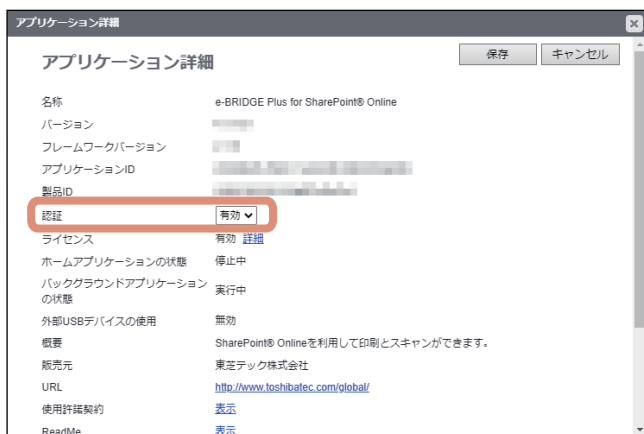 アプリケーション詳細
アプリケーション詳細
保存 キャンセル
名称 e-BRIDGE Plus for SharePoint® Online
バージョン
フレームワークバージョン
アプリケーションID
製品ID
認証 有効
ライセンス 有効 詳細
ホームアプリケーションの状態 停止中
バックグラウンドアプリケーション
の状態 実行中
外部USBデバイスの使用 無効
概要 SharePoint® Onlineを利用して印刷とスキャンができます。
販売元 東芝テック株式会社
URL http://www.toshibatec.com/global/
使用許諾契約 表示
ReadMe 表示